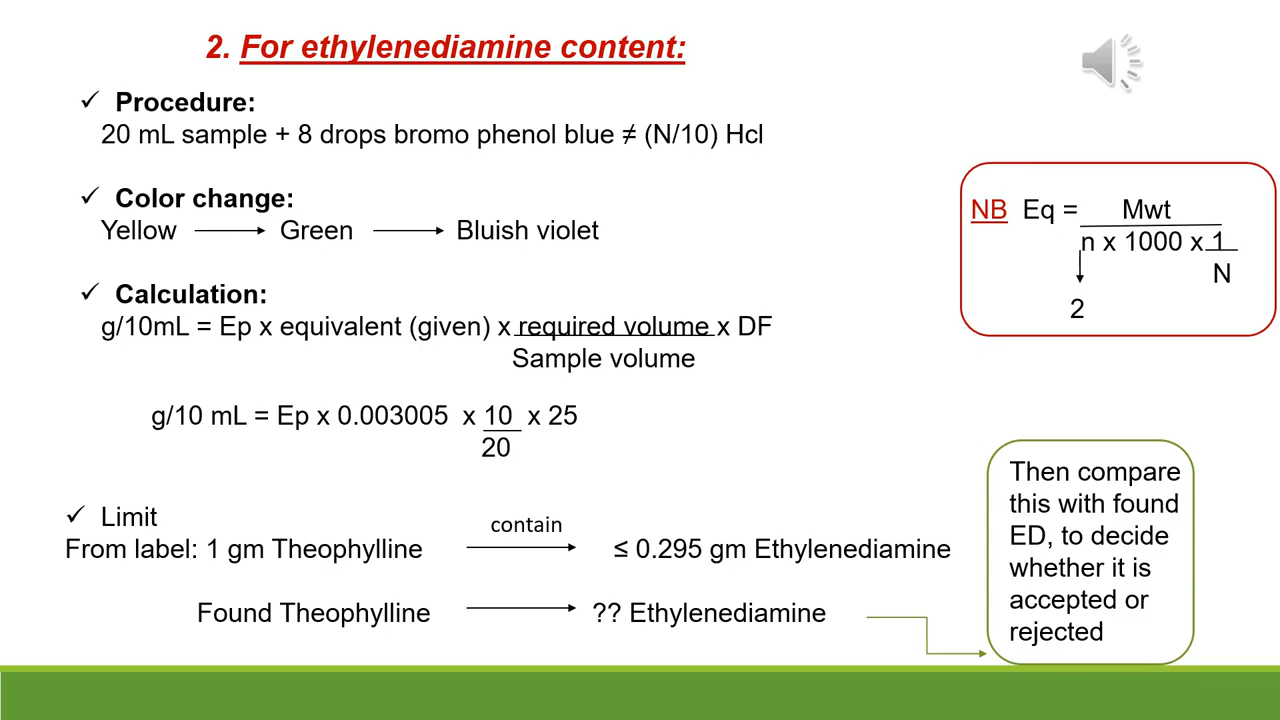 2. For ethylenediamine content:
✓ Procedure:
20 mL sample + 8 drops bromo phenol blue ≠ (N/10) Hcl
✓ Color change:
Yellow → Green → Bluish violet
✓ Calculation:
g/10mL = Ep x equivalent (given) x required volume x DF
Sample volume
g/10 mL = Ep x 0.003005 x 10 x 25
20
NB Eq = Mwt
n x 1000 x 1
N
2
✓ Limit
contain
From label: 1 gm Theophylline → ≤ 0.295 gm Ethylenediamine
Found Theophylline → ?? Ethylenediamine
Then compare
this with found
ED, to decide
whether it is
accepted or
rejected